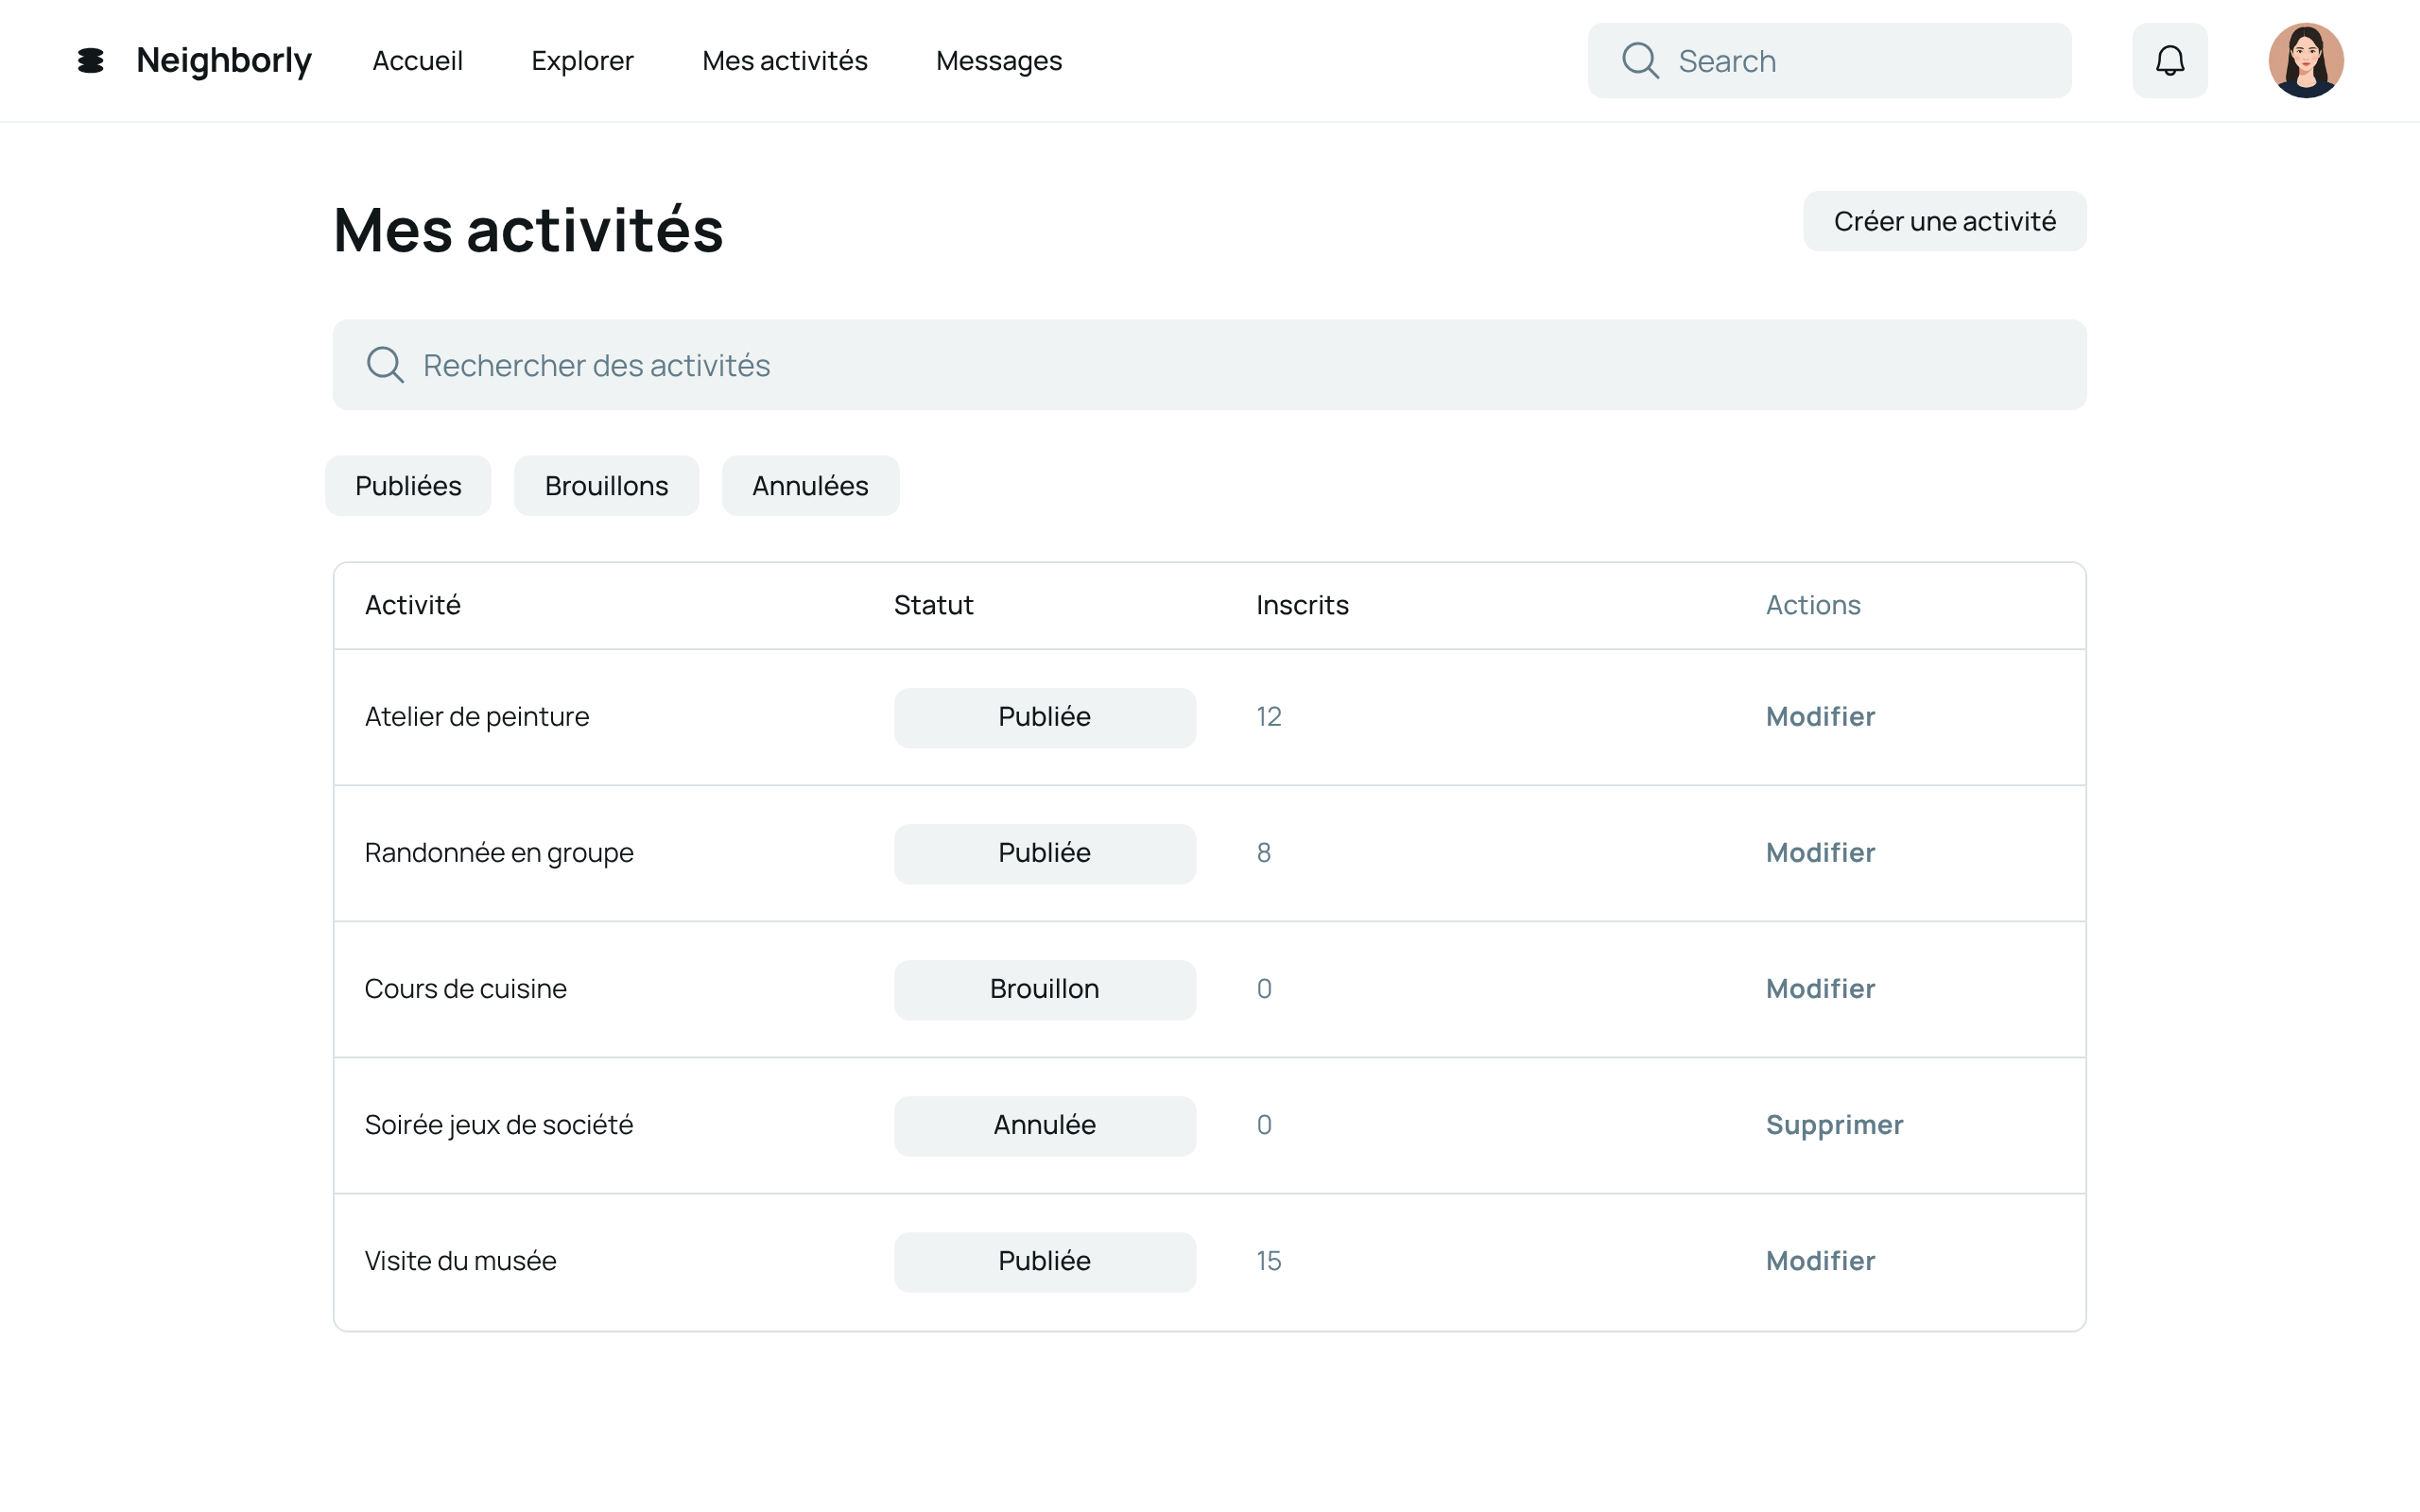 Neighborly Accueil Explorer Mes activités Messages Search
Mes activités Créer une activité
Rechercher des activités
Publiées Brouillons Annulées
Activité Statut Inscrits Actions
Atelier de peinture Publiée 12 Modifier
Randonnée en groupe Publiée 8 Modifier
Cours de cuisine Brouillon 0 Modifier
Soirée jeux de société Annulée 0 Supprimer
Visite du musée Publiée 15 Modifier